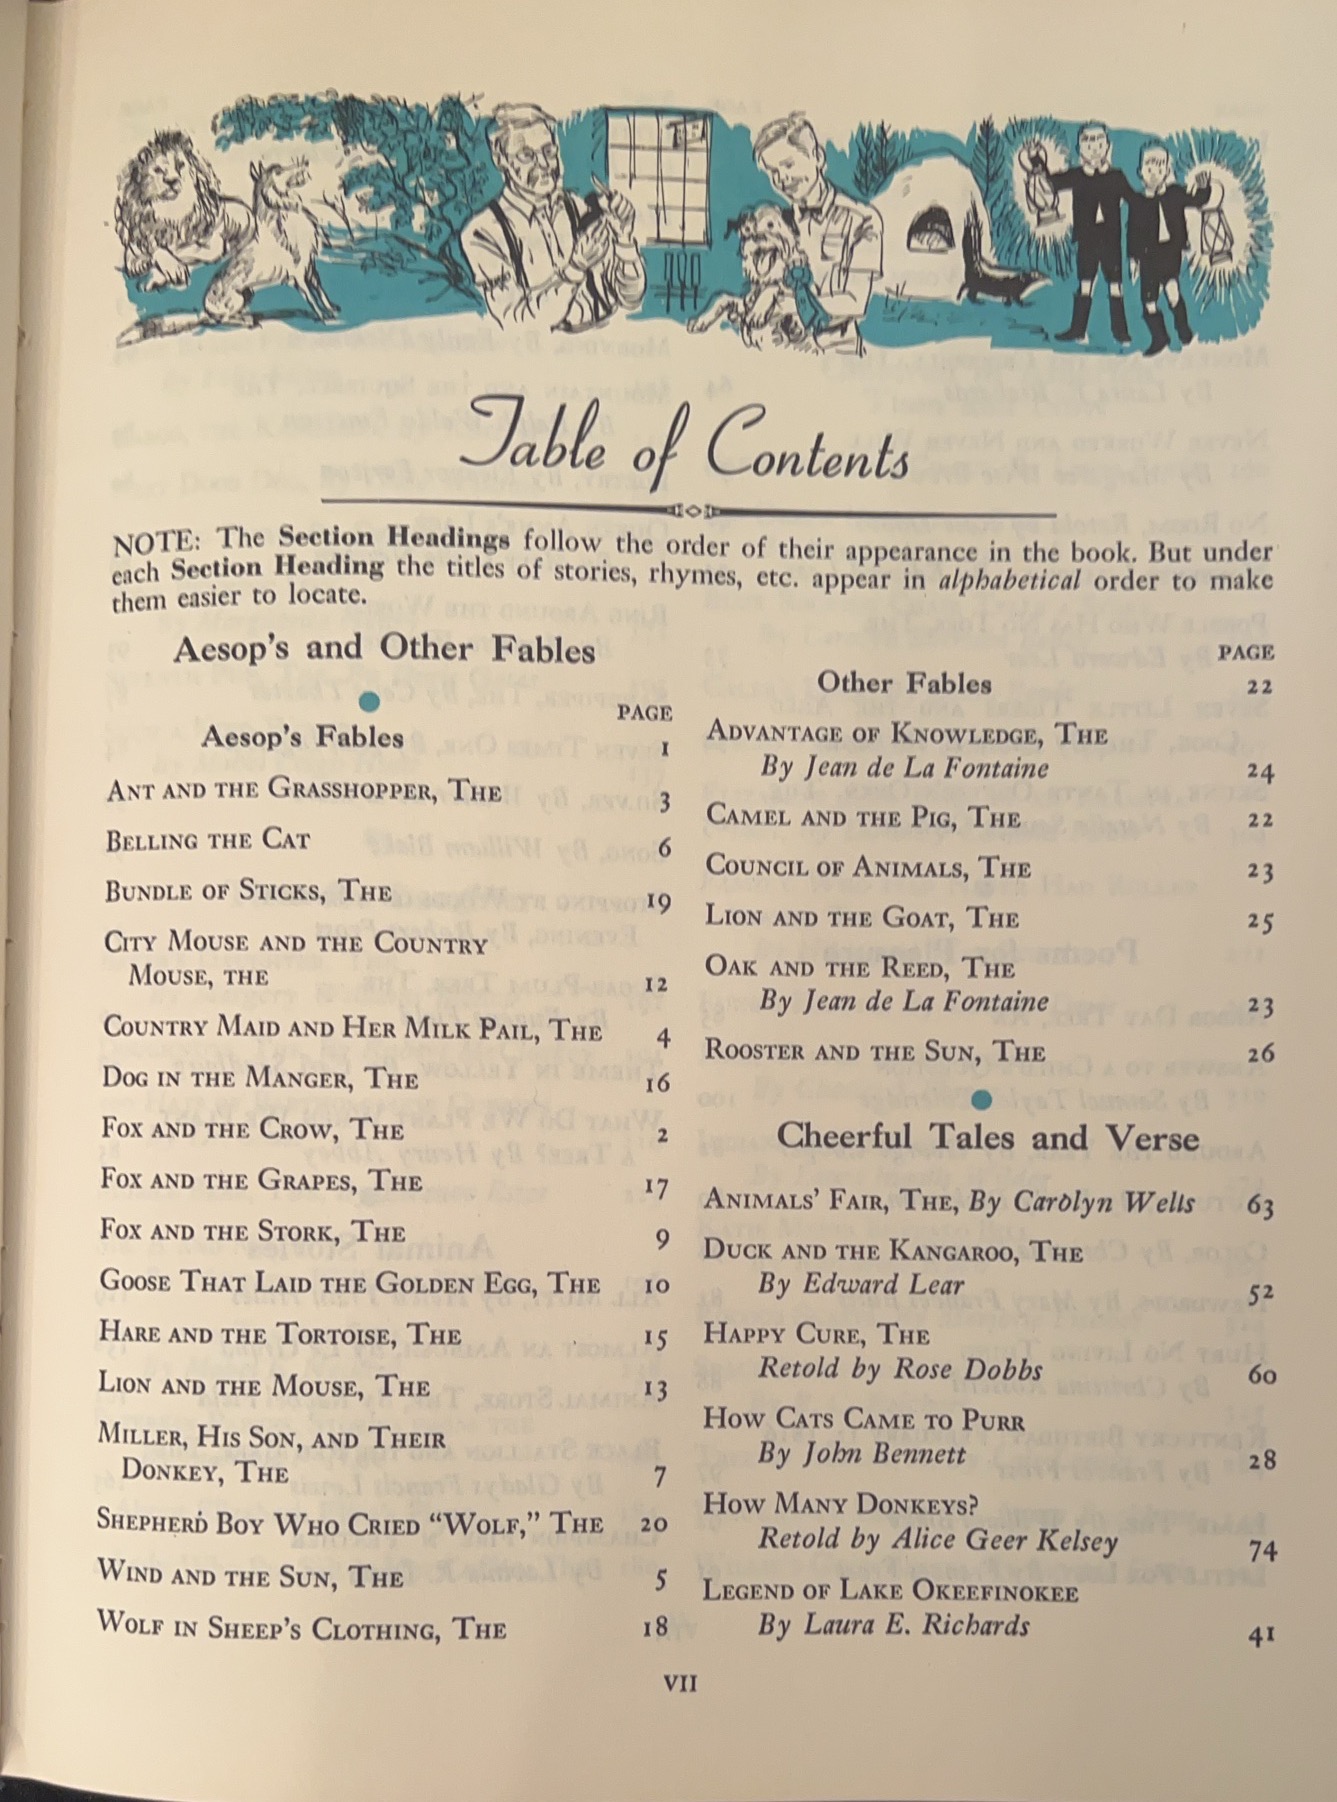 Table of Contents
NOTE: The Section Headings follow the order of their appearance in the book. But under
each Section Heading the titles of stories, rhymes, etc. appear in alphabetical order to make
them easier to locate.
Aesop's and Other Fables
PAGE
Aesop's Fables 1
ANT AND THE GRASSHOPPER, THE 3
BELLING THE CAT 6
BUNDLE OF STICKS, THE 19
CITY MOUSE AND THE COUNTRY
MOUSE, THE 12
COUNTRY MAID AND HER MILK PAIL, THE 4
DOG IN THE MANGER, THE 16
FOX AND THE CROW, THE 2
FOX AND THE GRAPES, THE 17
FOX AND THE STORK, THE 9
GOOSE THAT LAID THE GOLDEN EGG, THE 10
HARE AND THE TORTOISE, THE 15
LION AND THE MOUSE, THE 13
MILLER, HIS SON, AND THEIR
DONKEY, THE 7
SHEPHERD BOY WHO CRIED "WOLF," THE 20
WIND AND THE SUN, THE 5
WOLF IN SHEEP'S CLOTHING, THE 18
PAGE
Other Fables 22
ADVANTAGE OF KNOWLEDGE, THE
By Jean de La Fontaine 24
CAMEL AND THE PIG, THE 22
COUNCIL OF ANIMALS, THE 23
LION AND THE GOAT, THE 25
OAK AND THE REED, THE
By Jean de La Fontaine 23
ROOSTER AND THE SUN, THE 26
Cheerful Tales and Verse
ANIMALS' FAIR, THE, By Carolyn Wells 63
DUCK AND THE KANGAROO, THE
By Edward Lear 52
HAPPY CURE, THE
Retold by Rose Dobbs 60
HOW CATS CAME TO PURR
By John Bennett 28
HOW MANY DONKEYS?
Retold by Alice Geer Kelsey 74
LEGEND OF LAKE OKEEFINOKEE
By Laura E. Richards 41
VII